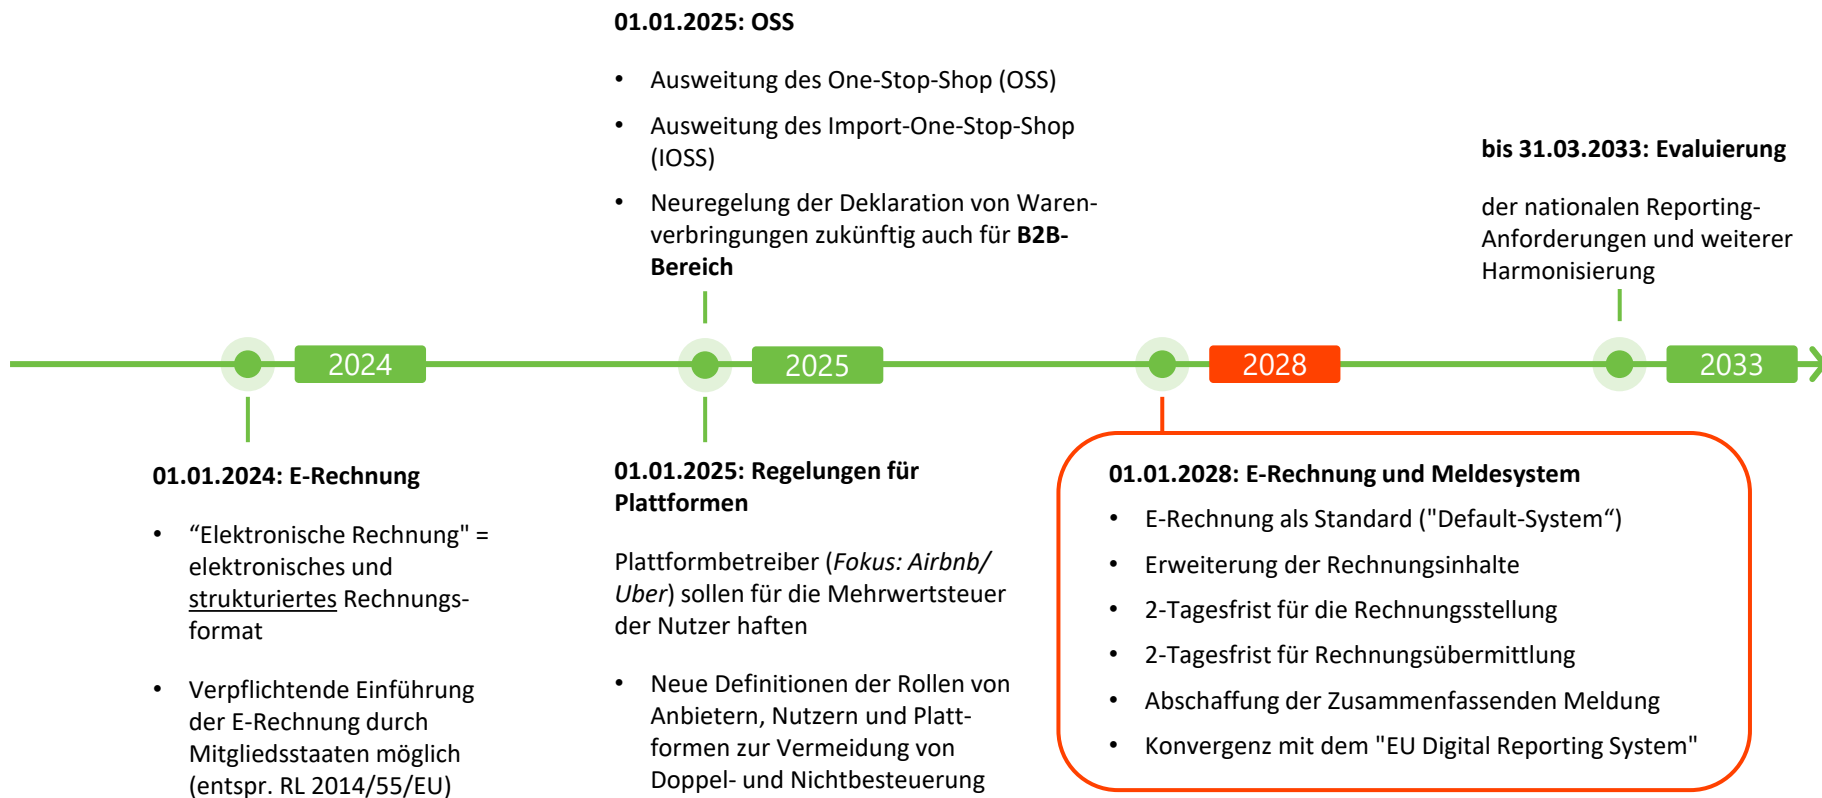 01.01.2025: OSS
• Ausweitung des One-Stop-Shop (OSS)
• Ausweitung des Import-One-Stop-Shop
(IOSS)
• Neuregelung der Deklaration von Waren-
verbringungen zukünftig auch für B2B-
Bereich
bis 31.03.2033: Evaluierung
der nationalen Reporting-
Anforderungen und weiterer
Harmonisierung
2024
2025
2028
2033
01.01.2024: E-Rechnung
• “Elektronische Rechnung" =
elektronisches und
strukturiertes Rechnungs-
format
• Verpflichtende Einführung
der E-Rechnung durch
Mitgliedsstaaten möglich
(entspr. RL 2014/55/EU)
01.01.2025: Regelungen für
Plattformen
Plattformbetreiber (Fokus: Airbnb/
Uber) sollen für die Mehrwertsteuer
der Nutzer haften
• Neue Definitionen der Rollen von
Anbietern, Nutzern und Platt-
formen zur Vermeidung von
Doppel- und Nichtbesteuerung
01.01.2028: E-Rechnung und Meldesystem
• E-Rechnung als Standard ("Default-System“)
• Erweiterung der Rechnungsinhalte
• 2-Tagesfrist für die Rechnungsstellung
• 2-Tagesfrist für Rechnungsübermittlung
• Abschaffung der Zusammenfassenden Meldung
• Konvergenz mit dem "EU Digital Reporting System"